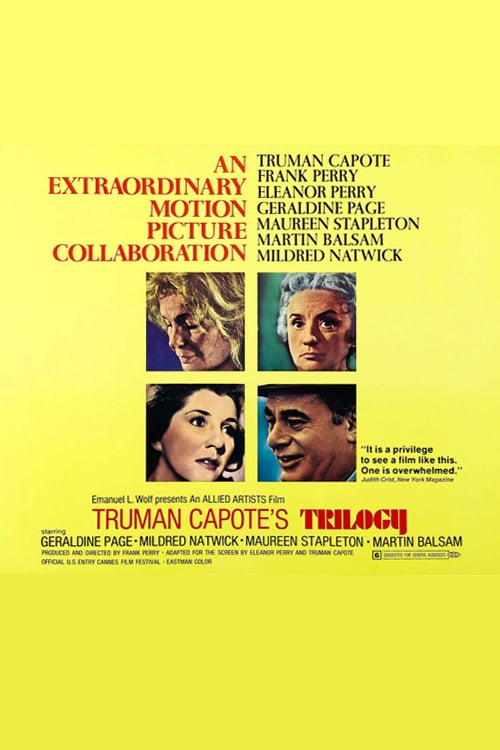 AN
EXTRAORDINARY
MOTION
PICTURE
COLLABORATION
TRUMAN CAPOTE
FRANK PERRY
ELEANOR PERRY
GERALDINE PAGE
MAUREEN STAPLETON
MARTIN BALSAM
MILDRED NATWICK
"It is a privilege
to see a film like this.
One is overwhelmed."
Judith Crist, New York Magazine
Emanuel L. Wolf presents An ALLIED ARTISTS Film
TRUMAN CAPOTE'S TRILOGY
starring
GERALDINE PAGE • MILDRED NATWICK • MAUREEN STAPLETON • MARTIN BALSAM
PRODUCED AND DIRECTED BY FRANK PERRY • ADAPTED FOR THE SCREEN BY ELEANOR PERRY AND TRUMAN CAPOTE
G SUGGESTED FOR GENERAL AUDIENCES
OFFICIAL U.S. ENTRY CANNES FILM FESTIVAL • EASTMAN COLOR